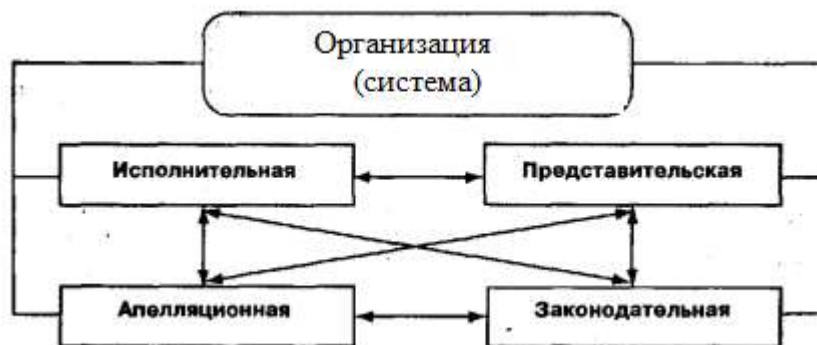 Организация
(система)
Исполнительная
Представительская
Апелляционная
Законодательная